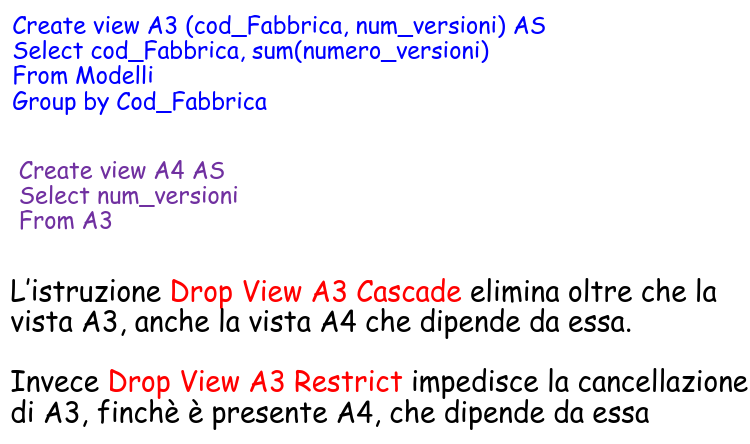 Create view A3 (cod_Fabbrica, num_versioni) AS
Select cod_Fabbrica, sum(numero_versioni)
From Modelli
Group by Cod_Fabbrica
Create view A4 AS
Select num_versioni
From A3
L'istruzione Drop View A3 Cascade elimina oltre che la
vista A3, anche la vista A4 che dipende da essa.
Invece Drop View A3 Restrict impedisce la cancellazione
di A3, finchè è presente A4, che dipende da essa